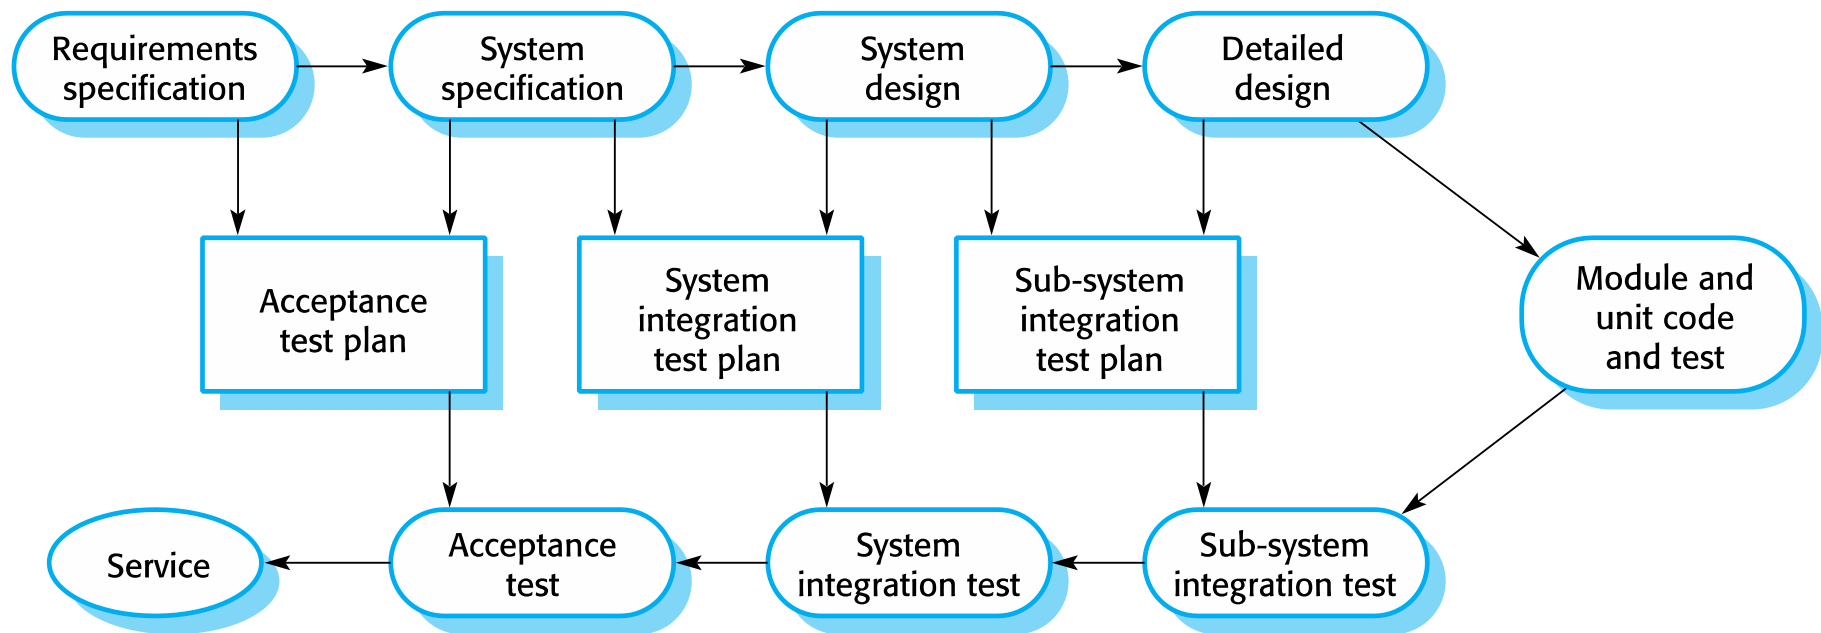 Requirements
specification
System
specification
System
design
Detailed
design
Acceptance
test plan
System
integration
test plan
Sub-system
integration
test plan
Module and
unit code
and test
Service
Acceptance
test
System
integration test
Sub-system
integration test